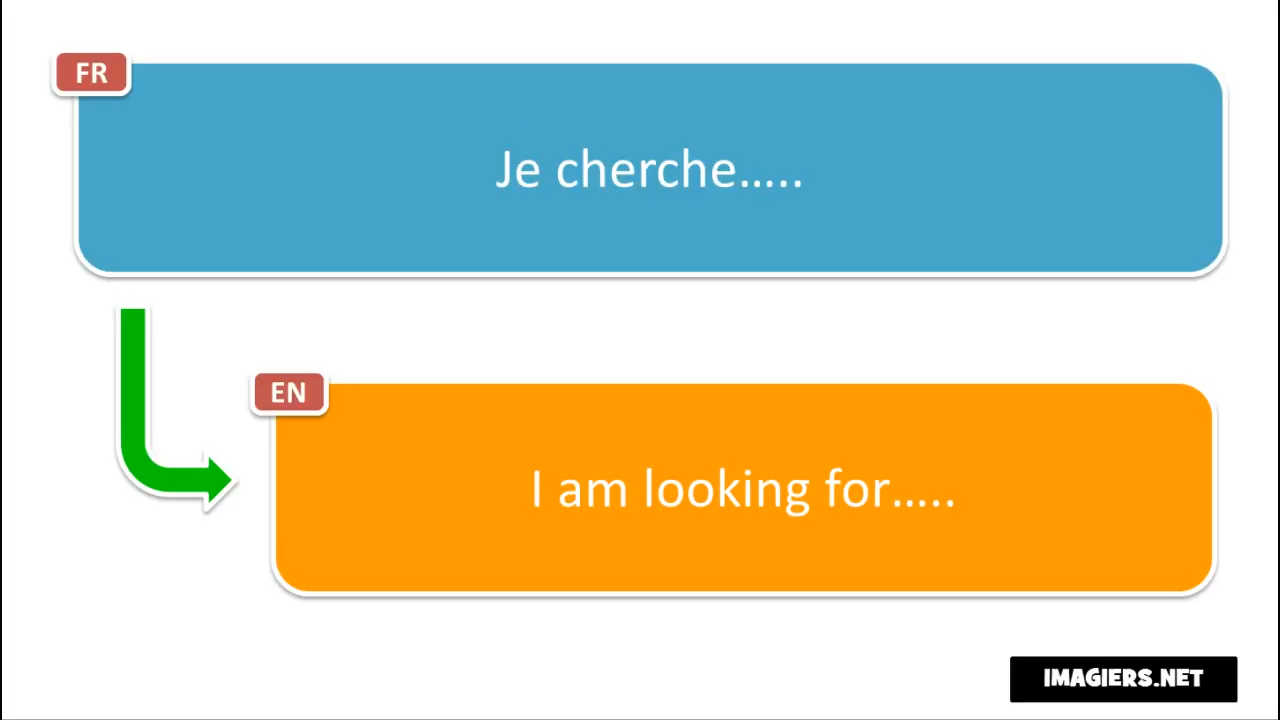 FR
Je cherche.....
EN
I am looking for.....
IMAGIERS.NET